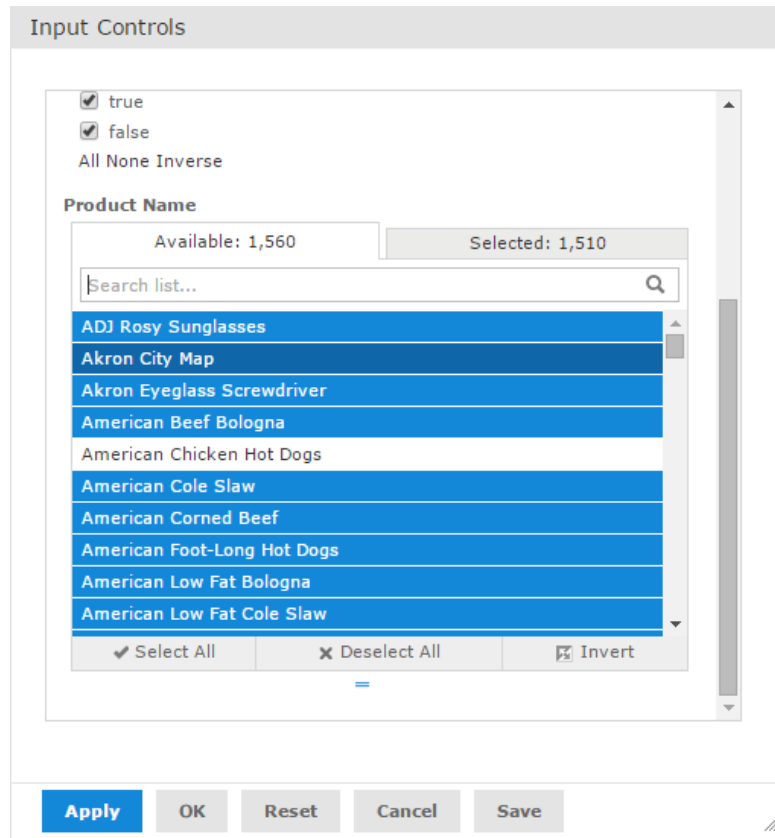 Input Controls
true
false
All None Inverse
Product Name
Available: 1,560 Selected: 1,510
Search list...
ADJ Rosy Sunglasses
Akron City Map
Akron Eyeglass Screwdriver
American Beef Bologna
American Chicken Hot Dogs
American Cole Slaw
American Corned Beef
American Foot-Long Hot Dogs
American Low Fat Bologna
American Low Fat Cole Slaw
Select All Deselect All Invert
Apply OK Reset Cancel Save